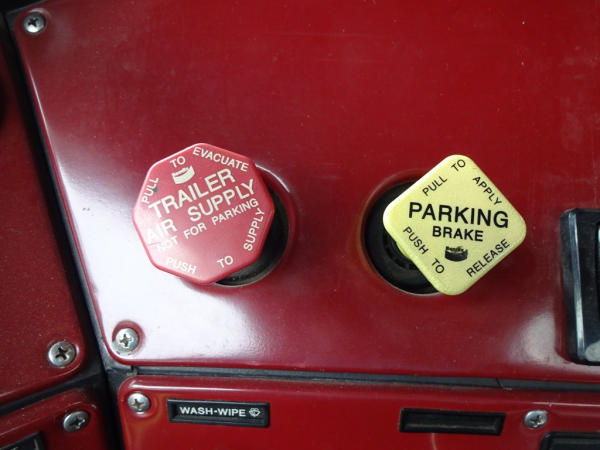 PULL TO EVACUATE
TRAILER
AIR SUPPLY
NOT FOR PARKING
PUSH TO SUPPLY
PULL TO APPLY
PARKING
BRAKE
PUSH TO RELEASE
WASH-WIPE